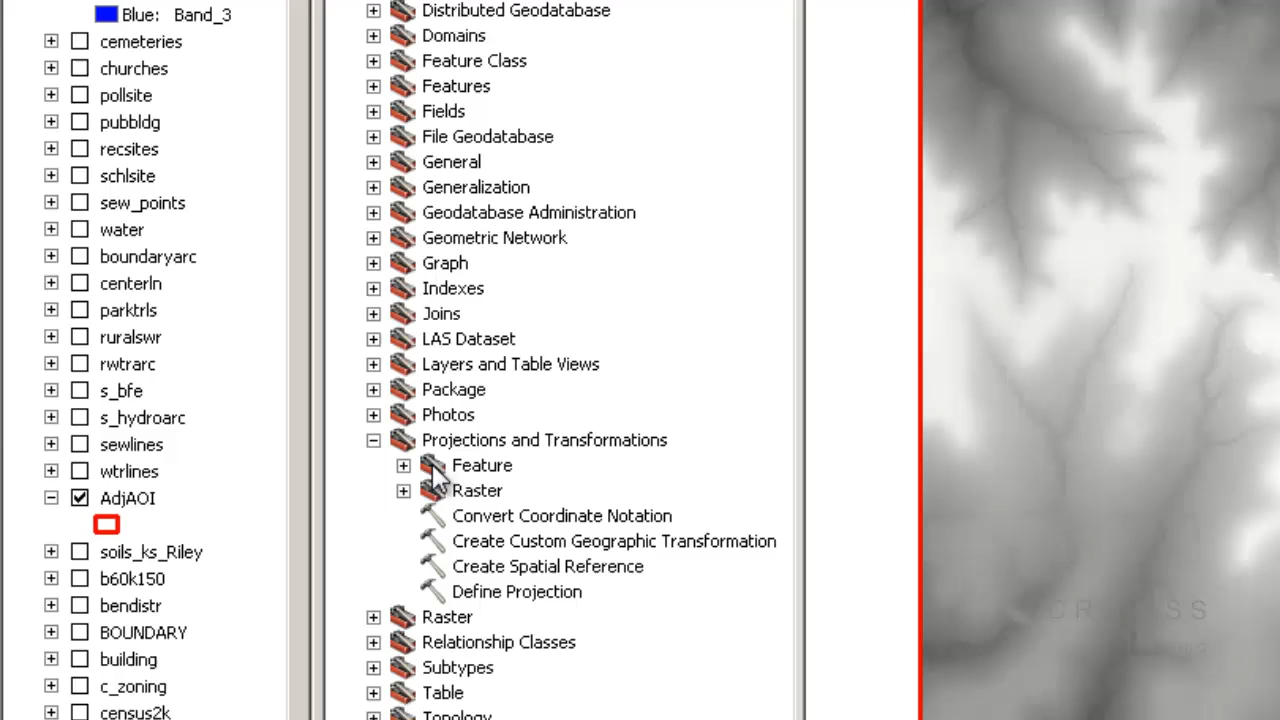 Blue: Band_3
cemeteries
churches
pollsite
pubbldg
recsites
schlsite
sew_points
water
boundaryarc
centerln
parktrls
ruralswr
rwtrarc
s_bfe
s_hydroarc
sewlines
wtrlines
AdjAOI
soils_ks_Riley
b60k150
bendistr
BOUNDARY
building
c_zoning
census2k
Distributed Geodatabase
Domains
Feature Class
Features
Fields
File Geodatabase
General
Generalization
Geodatabase Administration
Geometric Network
Graph
Indexes
Joins
LAS Dataset
Layers and Table Views
Package
Photos
Projections and Transformations
Feature
Raster
Convert Coordinate Notation
Create Custom Geographic Transformation
Create Spatial Reference
Define Projection
Raster
Relationship Classes
Subtypes
Table
Topology